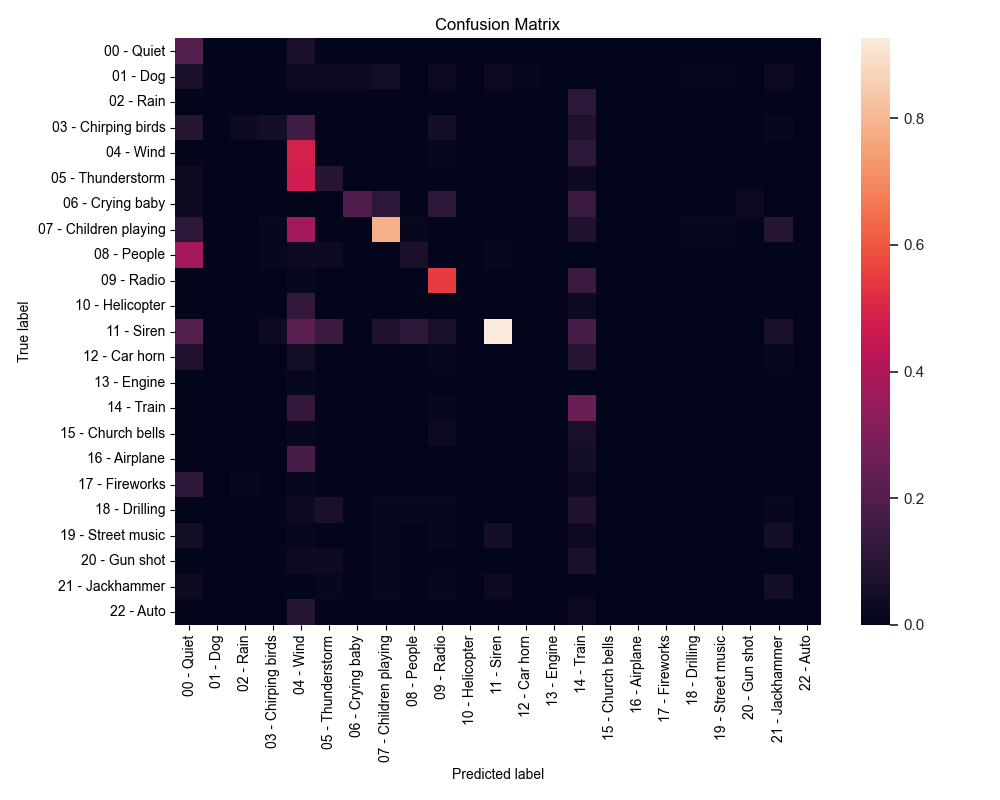 Confusion Matrix
True label
00 - Quiet
01 - Dog
02 - Rain
03 - Chirping birds
04 - Wind
05 - Thunderstorm
06 - Crying baby
07 - Children playing
08 - People
09 - Radio
10 - Helicopter
11 - Siren
12 - Car horn
13 - Engine
14 - Train
15 - Church bells
16 - Airplane
17 - Fireworks
18 - Drilling
19 - Street music
20 - Gun shot
21 - Jackhammer
22 - Auto
00 - Quiet
01 - Dog
02 - Rain
03 - Chirping birds
04 - Wind
05 - Thunderstorm
06 - Crying baby
07 - Children playing
08 - People
09 - Radio
10 - Helicopter
11 - Siren
12 - Car horn
13 - Engine
14 - Train
15 - Church bells
16 - Airplane
17 - Fireworks
18 - Drilling
19 - Street music
20 - Gun shot
21 - Jackhammer
22 - Auto
Predicted label
0.8
0.6
0.4
0.2
0.0